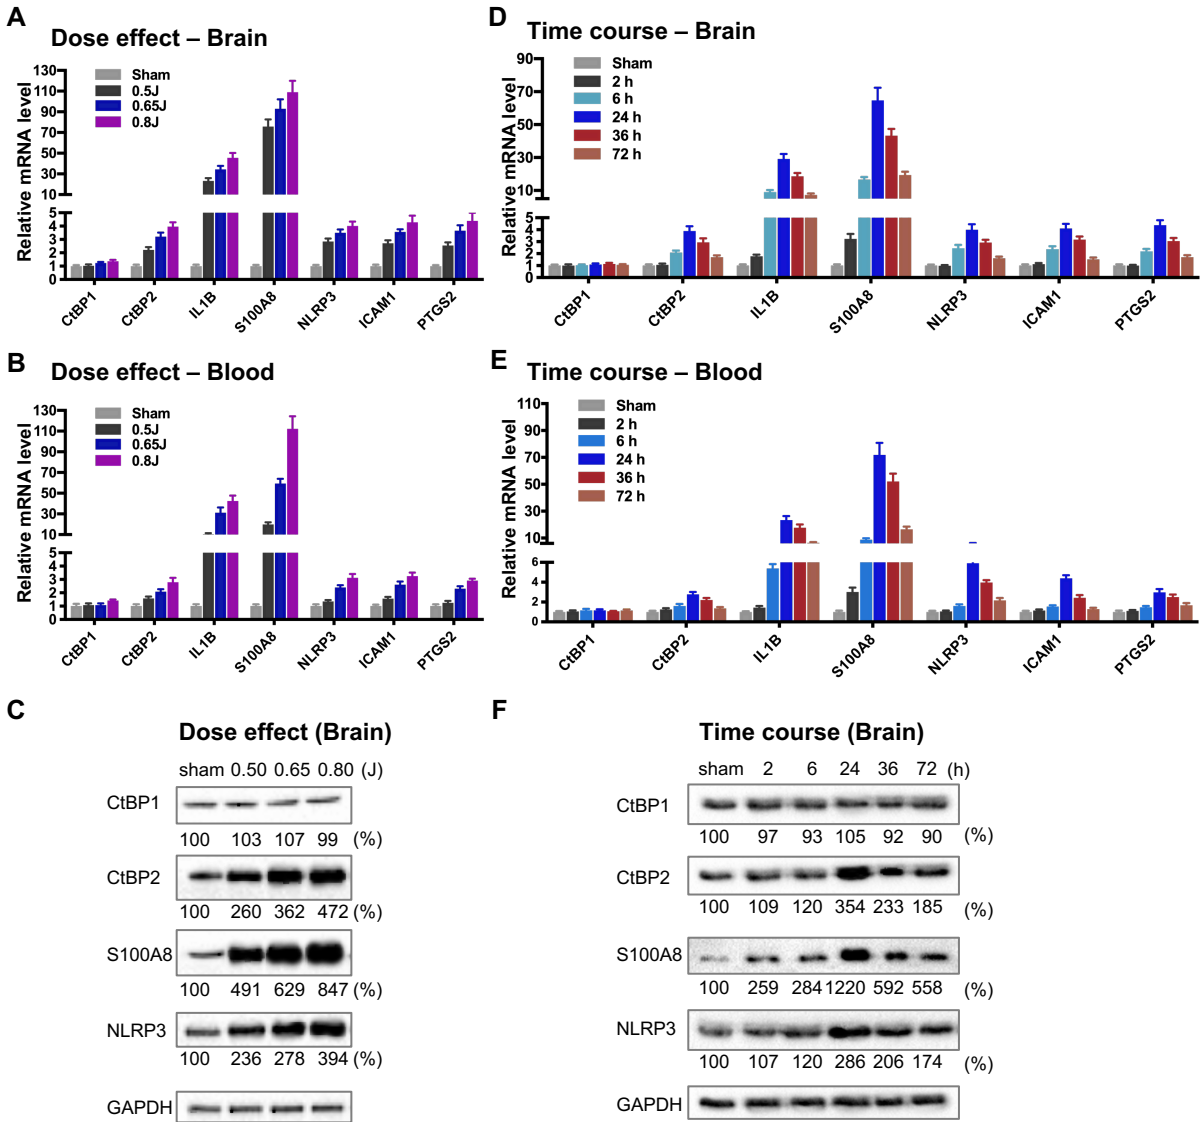 A
Dose effect – Brain
Relative mRNA level
130
110
90
70
50
30
10
5
4
3
2
1
0
Sham
0.5J
0.65J
0.8J
CtBP1
CtBP2
IL1B
S100A8
NLRP3
ICAM1
PTGS2
B
Dose effect – Blood
Relative mRNA level
130
110
90
70
50
30
10
5
4
3
2
1
0
Sham
0.5J
0.65J
0.8J
CtBP1
CtBP2
IL1B
S100A8
NLRP3
ICAM1
PTGS2
C
Dose effect (Brain)
sham 0.50 0.65 0.80 (J)
CtBP1
100 103 107 99 (%)
CtBP2
100 260 362 472 (%)
S100A8
100 491 629 847 (%)
NLRP3
100 236 278 394 (%)
GAPDH
D
Time course – Brain
Relative mRNA level
90
70
50
30
10
5
4
3
2
1
0
Sham
2 h
6 h
24 h
36 h
72 h
CtBP1
CtBP2
IL1B
S100A8
NLRP3
ICAM1
PTGS2
E
Time course – Blood
Relative mRNA level
110
90
70
50
30
10
6
4
2
0
Sham
2 h
6 h
24 h
36 h
72 h
CtBP1
CtBP2
IL1B
S100A8
NLRP3
ICAM1
PTGS2
F
Time course (Brain)
sham 2 6 24 36 72 (h)
CtBP1
100 97 93 105 92 90 (%)
CtBP2
100 109 120 354 233 185 (%)
S100A8
100 259 284 1220 592 558 (%)
NLRP3
100 107 120 286 206 174 (%)
GAPDH